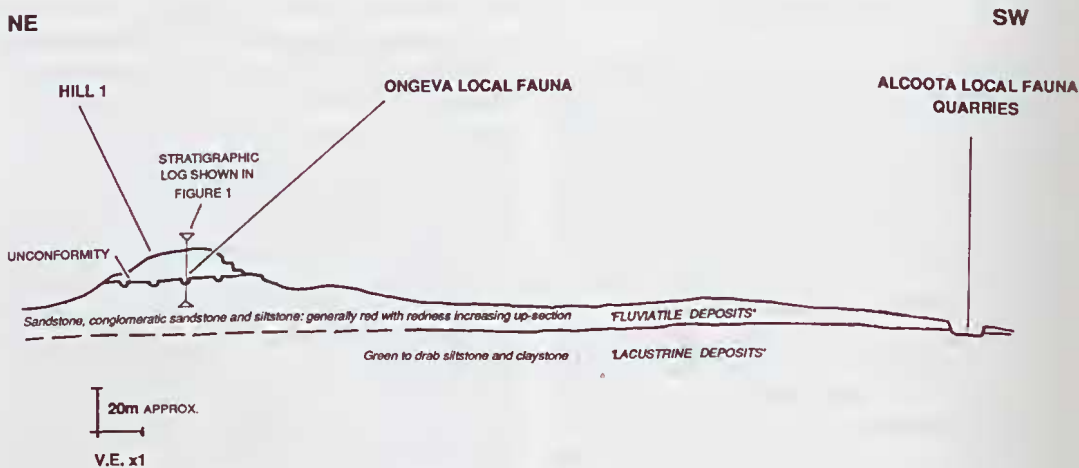 NE
SW
HILL 1
ONGEVA LOCAL FAUNA
ALCOOTA LOCAL FAUNA
QUARRIES
STRATIGRAPHIC
LOG SHOWN IN
FIGURE 1
UNCONFORMITY
Sandstone, conglomeratic sandstone and siltstone: generally red with redness increasing up-section
'FLUVIATILE DEPOSITS'
Green to drab siltstone and claystone
'LACUSTRINE DEPOSITS'
20m APPROX.
V.E. x1